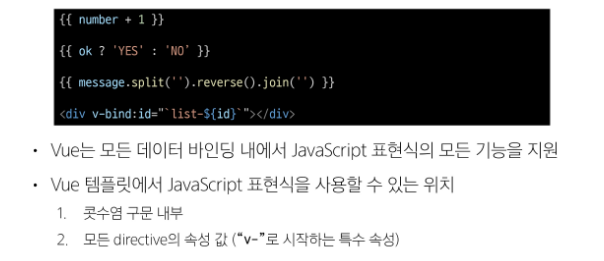 {{ number + 1 }}
{{ ok ? 'YES' : 'NO' }}
{{ message.split('').reverse().join('') }}
<div v-bind:id="`list-${id}`"></div>
• Vue는 모든 데이터 바인딩 내에서 JavaScript 표현식의 모든 기능을 지원
• Vue 템플릿에서 JavaScript 표현식을 사용할 수 있는 위치
1. 콧수염 구문 내부
2. 모든 directive의 속성 값 ("v-"로 시작하는 특수 속성)